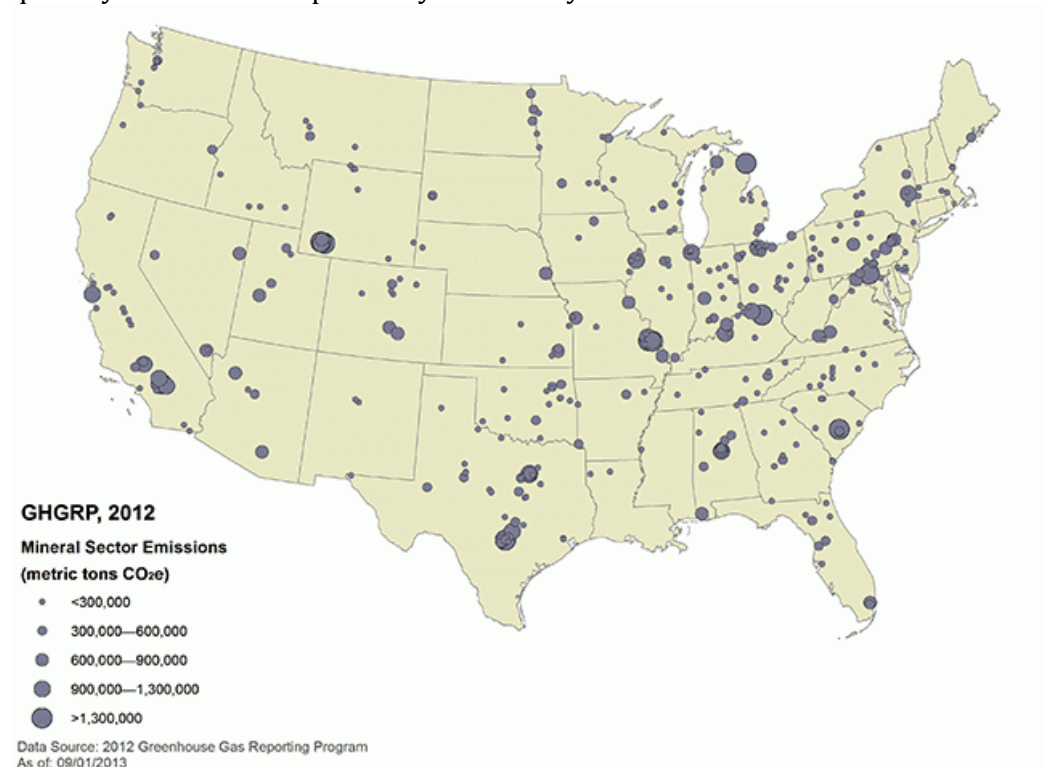 GHGRP, 2012
Mineral Sector Emissions
(metric tons CO2e)
<300,000
300,000—600,000
600,000—900,000
900,000—1,300,000
>1,300,000
Data Source: 2012 Greenhouse Gas Reporting Program
As of: 09/01/2013